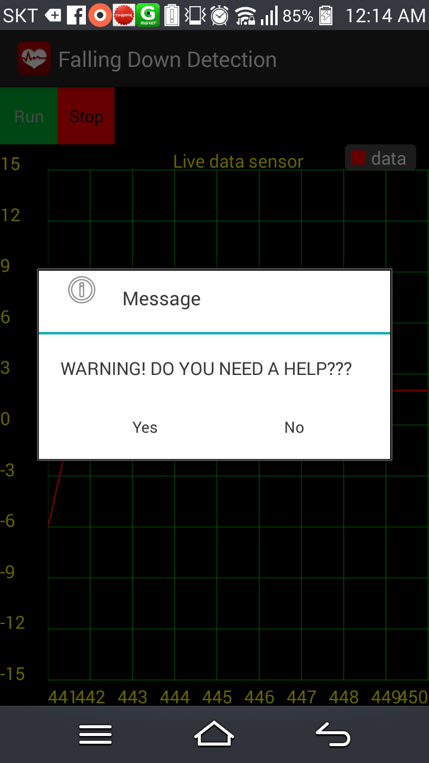 SKT 85% 12:14 AM
Falling Down Detection
Run Stop
Live data sensor
data
15
12
9
6
3
0
-3
-6
-9
-12
-15
Message
WARNING! DO YOU NEED A HELP???
Yes No
441 442 443 444 445 446 447 448 449 450